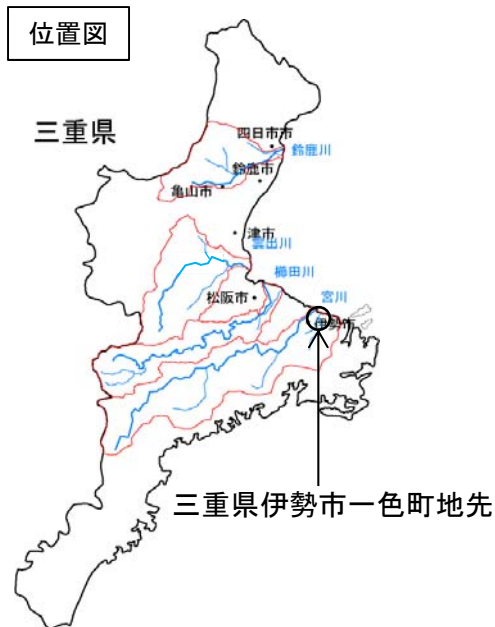 位置図
三重県
四日市市
鈴鹿川
鈴鹿市
亀山市
津市
雲出川
櫛田川
松阪市
宮川
伊勢市
三重県伊勢市一色町地先